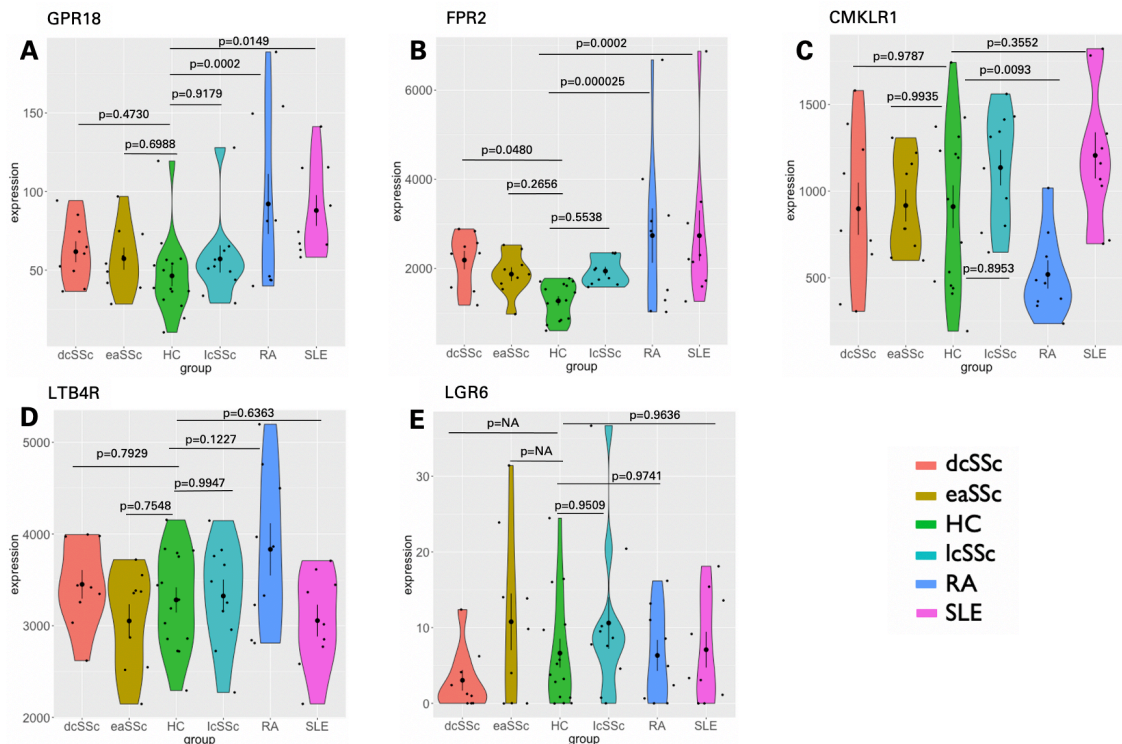 GPR18
A
p=0.0149
p=0.0002
p=0.9179
p=0.4730
p=0.6988
150
100
50
expression
dcSSc eaSSc HC lcSSc RA SLE
group
FPR2
B
p=0.0002
p=0.000025
p=0.0480
p=0.2656
p=0.5538
6000
4000
2000
expression
dcSSc eaSSc HC lcSSc RA SLE
group
CMKLR1
C
p=0.3552
p=0.9787
p=0.0093
p=0.9935
p=0.8953
1500
1000
500
expression
dcSSc eaSSc HC lcSSc RA SLE
group
LTB4R
D
p=0.6363
p=0.1227
p=0.7929
p=0.9947
p=0.7548
5000
4000
3000
2000
expression
dcSSc eaSSc HC lcSSc RA SLE
group
LGR6
E
p=0.9636
p=NA
p=NA
p=0.9741
p=0.9509
30
20
10
0
expression
dcSSc eaSSc HC lcSSc RA SLE
group
dcSSc
eaSSc
HC
lcSSc
RA
SLE